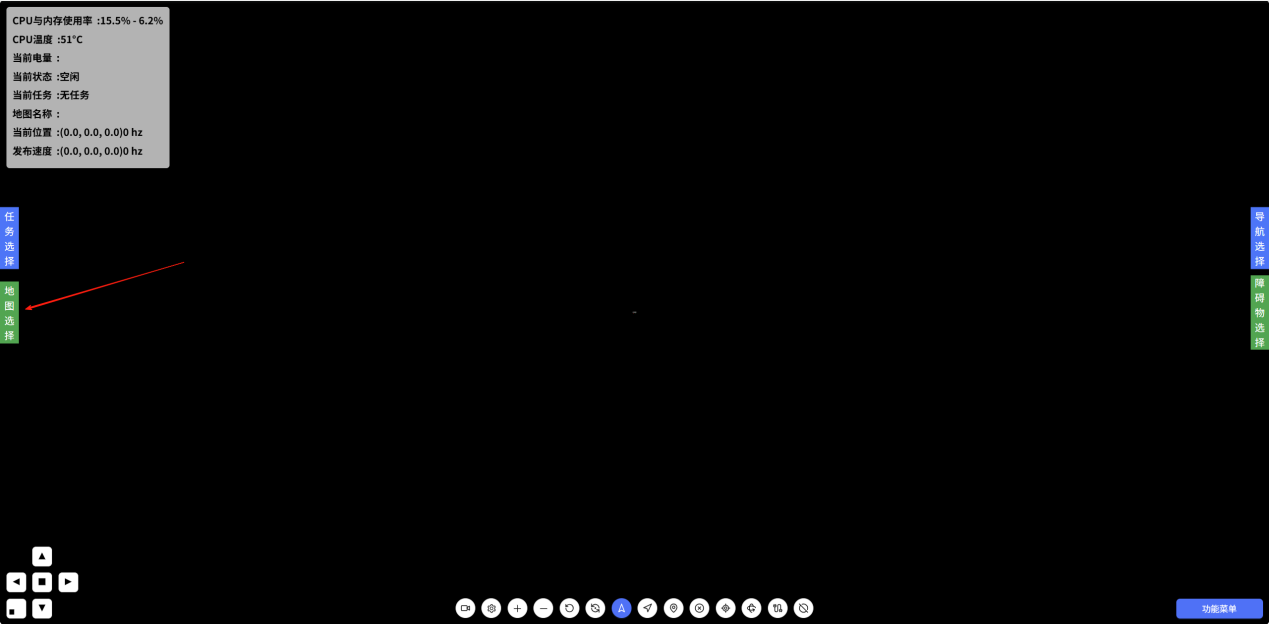 CPU与内存使用率 :15.5% - 6.2%
CPU温度 :51°C
当前电量 :
当前状态 :空闲
当前任务 :无任务
地图名称 :
当前位置 :(0.0, 0.0, 0.0)0 hz
发布速度 :(0.0, 0.0, 0.0)0 hz
任务选择
地图选择
导航选择
障碍物选择
功能菜单